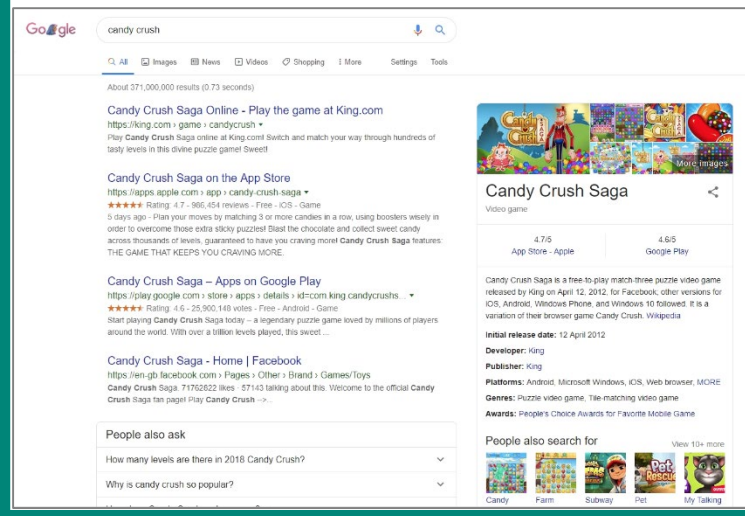 Google
candy crush
All Images News Videos Shopping More Settings Tools
About 371,000,000 results (0.73 seconds)
Candy Crush Saga Online - Play the game at King.com
https://king.com › game › candycrush
Play Candy Crush Saga online at King.com! Switch and match your way through hundreds of
tasty levels in this divine puzzle game! Sweet!
Candy Crush Saga on the App Store
https://apps.apple.com › app › candy-crush-saga
Rating: 4.7 - 986,454 reviews - Free - iOS - Game
5 days ago - Plan your moves by matching 3 or more candies in a row, using boosters wisely in
order to overcome those extra sticky puzzles! Blast the chocolate and collect sweet candy
across thousands of levels, guaranteed to have you craving more! Candy Crush Saga features:
THE GAME THAT KEEPS YOU CRAVING MORE.
Candy Crush Saga – Apps on Google Play
https://play.google.com › store › apps › details › id=com.king.candycrushs...
Rating: 4.6 - 25,900,148 votes - Free - Android - Game
Start playing Candy Crush Saga today – a legendary puzzle game loved by millions of players
around the world. With over a trillion levels played, this sweet ...
Candy Crush Saga - Home | Facebook
https://en-gb.facebook.com › Pages › Other › Brand › Games/Toys
Candy Crush Saga. 71762822 likes · 57143 talking about this. Welcome to the official Candy
Crush Saga fan page! Play Candy Crush -->...
People also ask
How many levels are there in 2018 Candy Crush?
Why is candy crush so popular?
More images
Candy Crush Saga
Video game
4.7/5 4.6/5
App Store - Apple Google Play
Candy Crush Saga is a free-to-play match-three puzzle video game
released by King on April 12, 2012, for Facebook; other versions for
iOS, Android, Windows Phone, and Windows 10 followed. It is a
variation of their browser game Candy Crush. Wikipedia
Initial release date: 12 April 2012
Developer: King
Publisher: King
Platforms: Android, Microsoft Windows, iOS, Web browser, MORE
Genres: Puzzle video game, Tile-matching video game
Awards: People's Choice Awards for Favorite Mobile Game
People also search for View 10+ more
Candy Farm Subway Pet My Talking